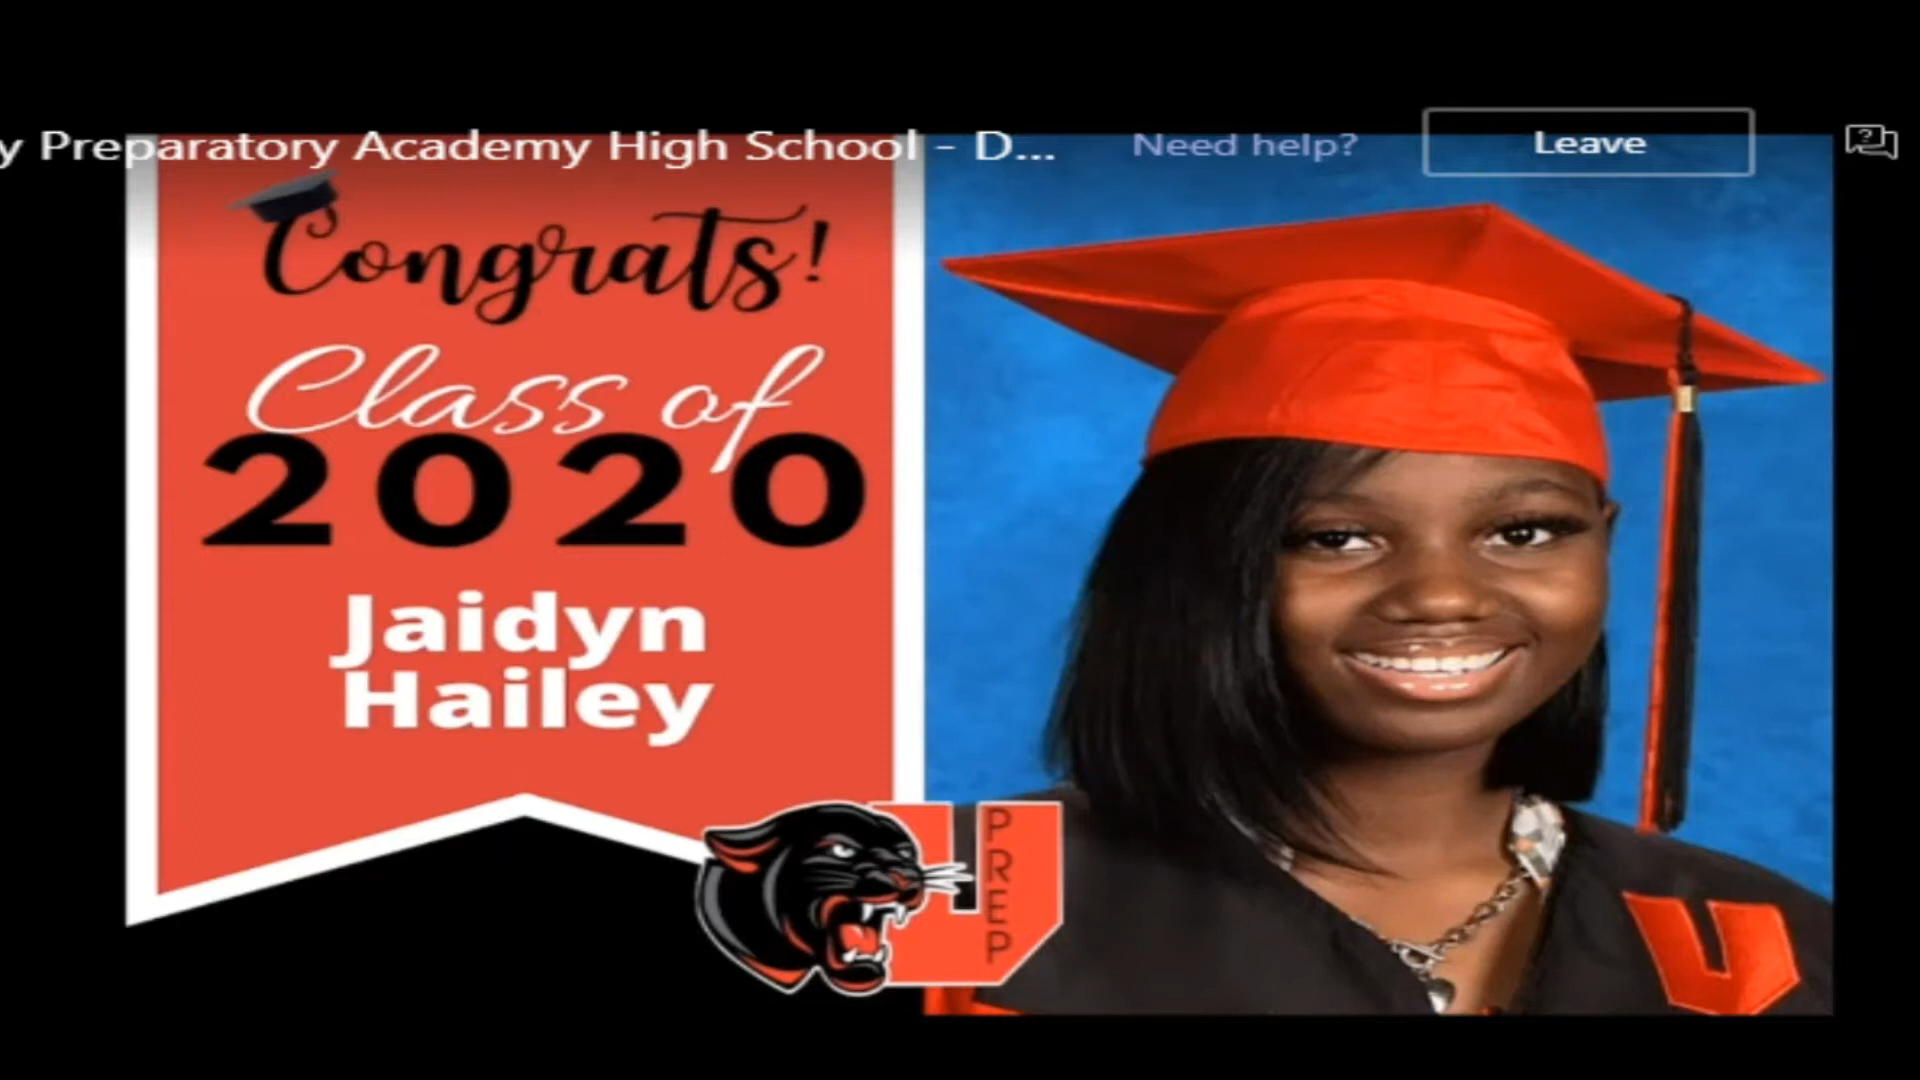 y Preparatory Academy High School - D...
Need help?
Leave
Congrats!
Class of
2020
Jaidyn
Hailey
U
PREP
U